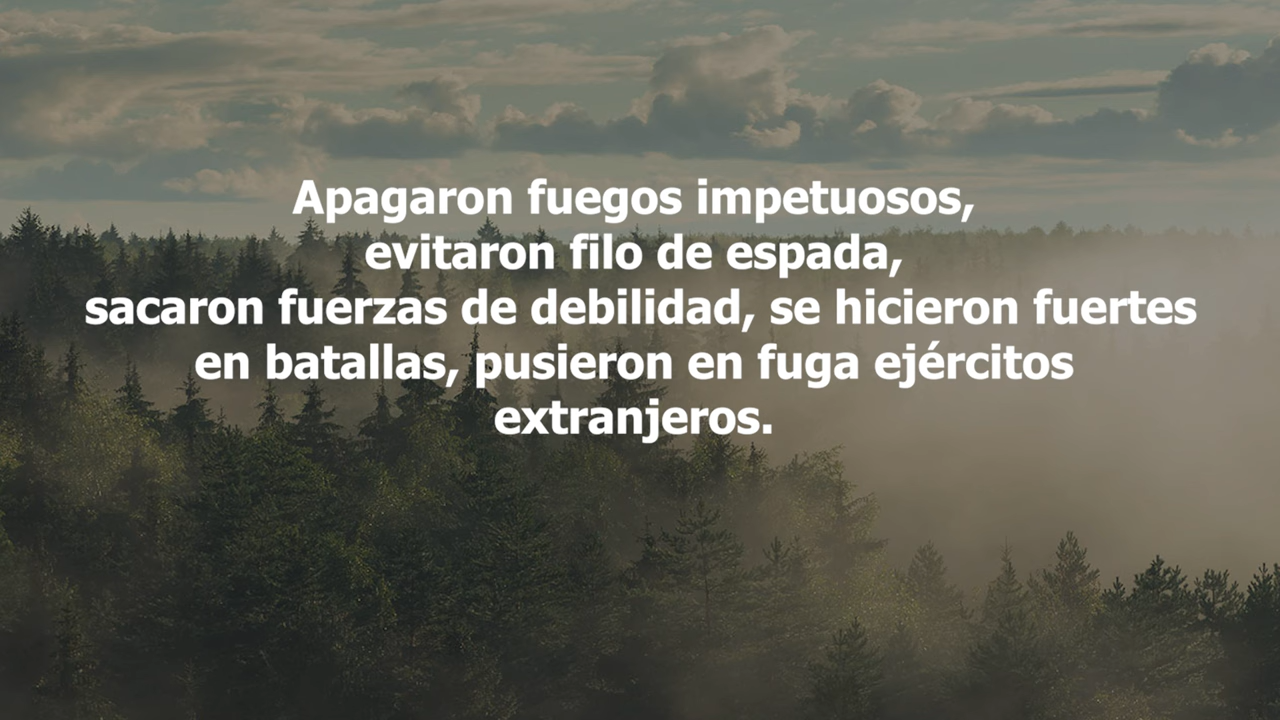 Apagaron fuegos impetuosos,
evitaron filo de espada,
sacaron fuerzas de debilidad, se hicieron fuertes
en batallas, pusieron en fuga ejércitos
extranjeros.